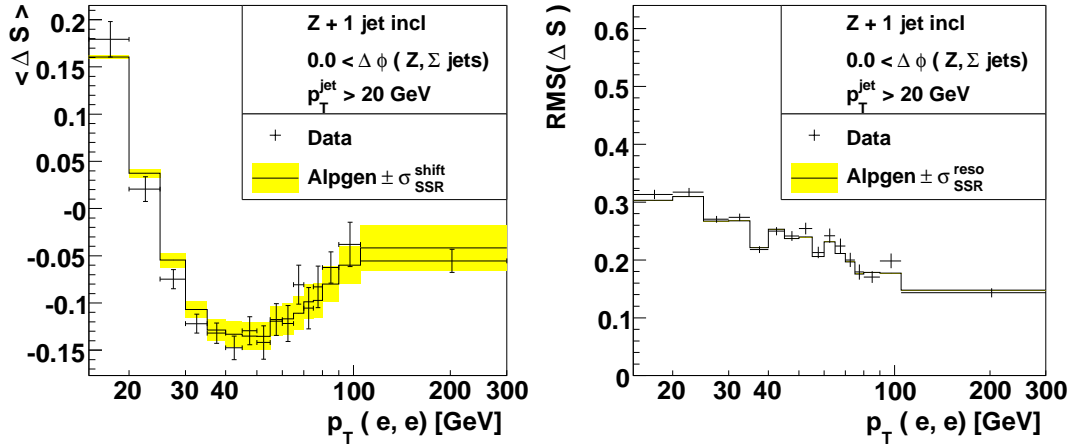 < Δ S >
0.2
0.15
0.1
0.05
-0
-0.05
-0.1
-0.15
Z + 1 jet incl
0.0 < Δ ϕ ( Z, Σ jets)
p_T^jet > 20 GeV
Data
Alpgen ± σ_SSR^shift
20 30 40 100 200 300
p_T ( e, e) [GeV]
RMS(Δ S )
0.6
0.5
0.4
0.3
0.2
0.1
0
Z + 1 jet incl
0.0 < Δ ϕ ( Z, Σ jets)
p_T^jet > 20 GeV
Data
Alpgen ± σ_SSR^reso
20 30 40 100 200 300
p_T ( e, e) [GeV]